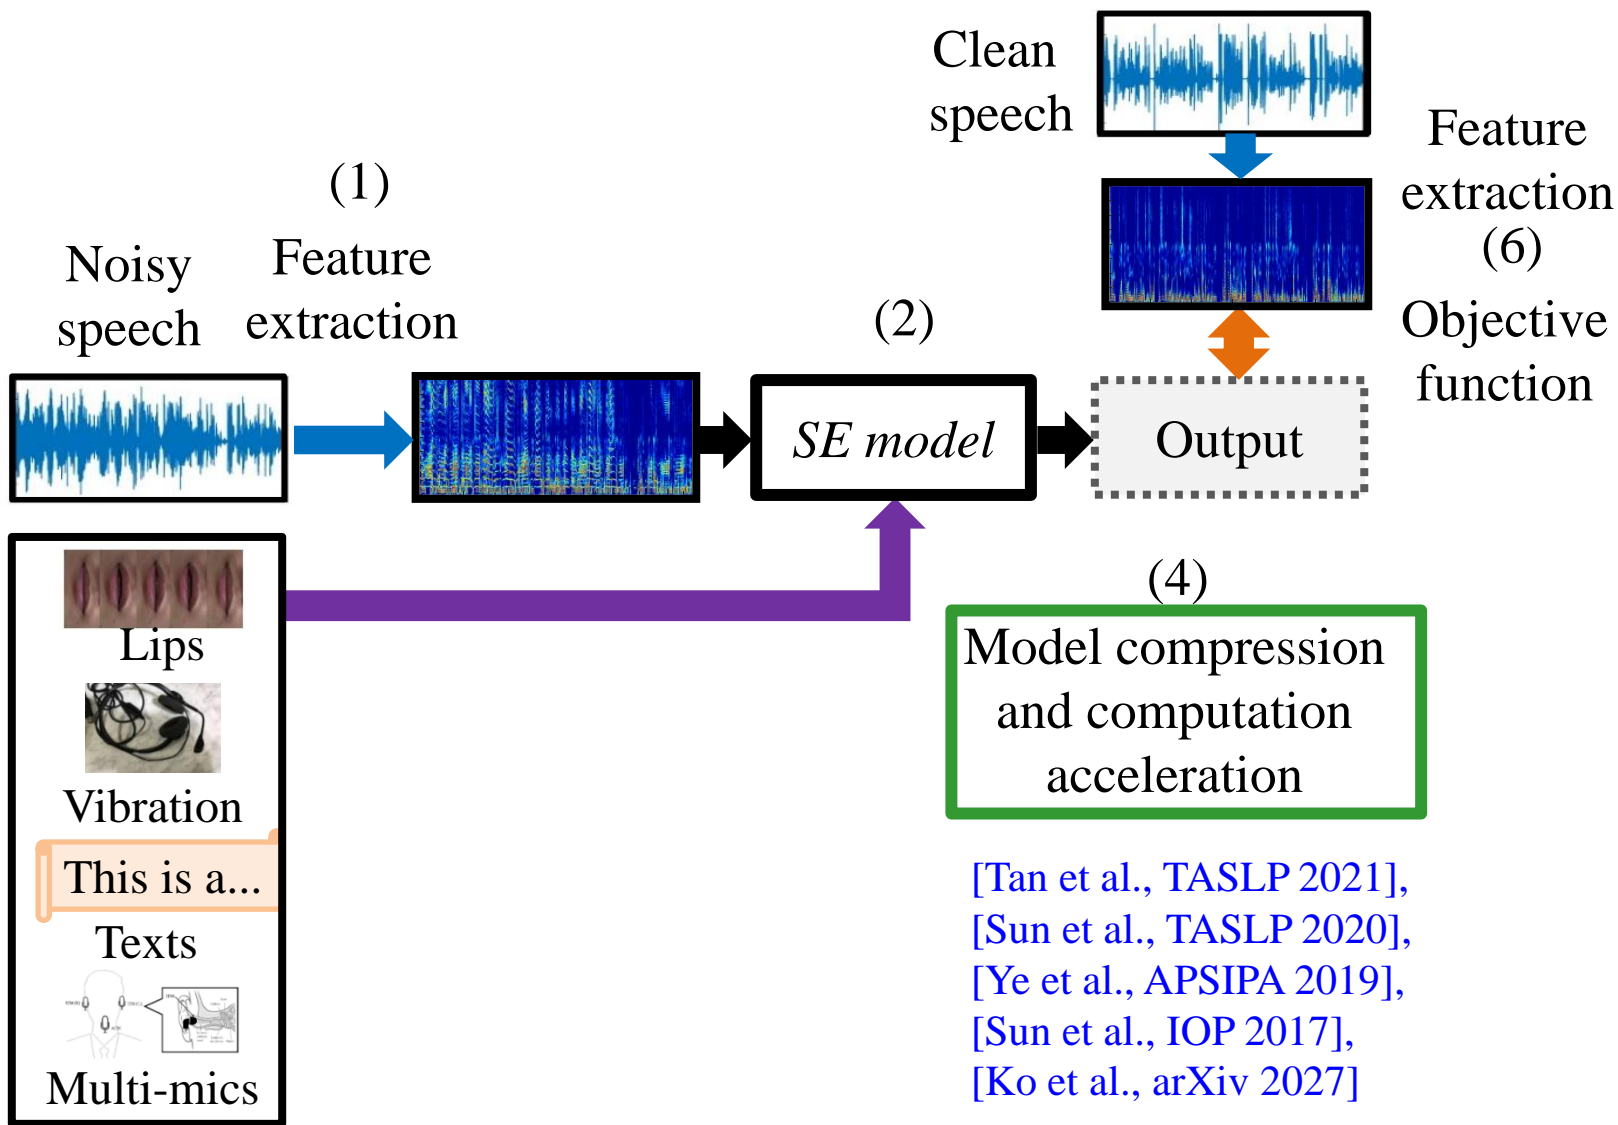 Clean
speech
Feature
extraction
(6)
Objective
function
(1)
Noisy
speech
Feature
extraction
(2)
SE model
Output
Lips
Vibration
This is a...
Texts
Multi-mics
(4)
Model compression
and computation
acceleration
[Tan et al., TASLP 2021],
[Sun et al., TASLP 2020],
[Ye et al., APSIPA 2019],
[Sun et al., IOP 2017],
[Ko et al., arXiv 2027]